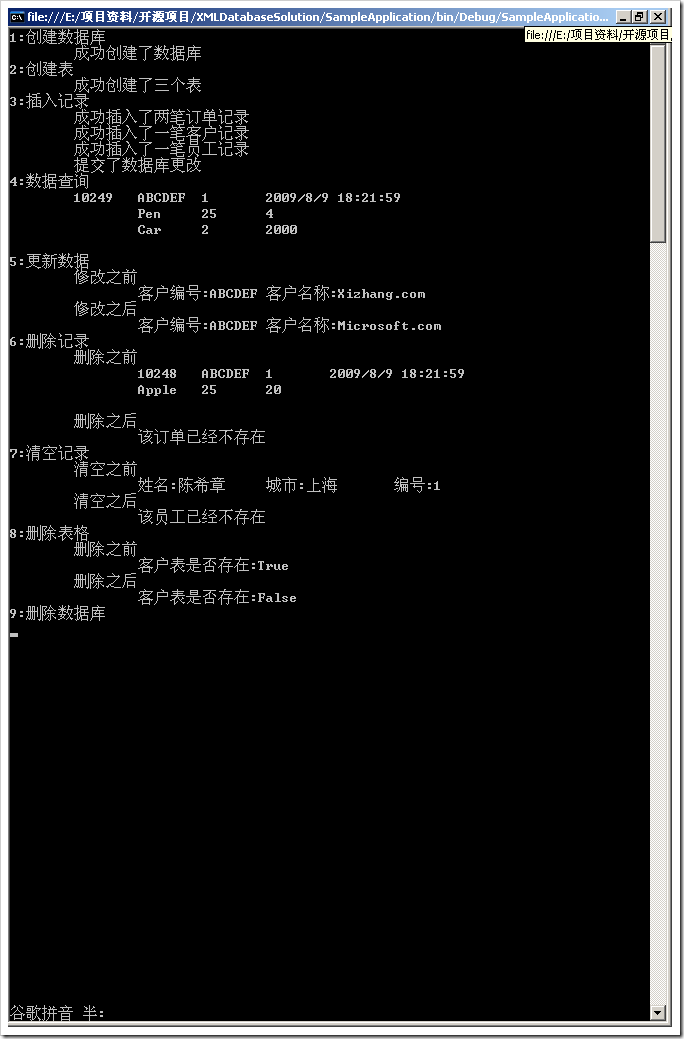 file:///E:/项目资料/开源项目/XMLDatabaseSolution/SampleApplication/bin/Debug/SampleApplicatio...
file:///E:/项目资料/开源项目,
1:创建数据库
成功创建了数据库
2:创建表
成功创建了三个表
3:插入记录
成功插入了两笔订单记录
成功插入了一笔客户记录
成功插入了一笔员工记录
提交了数据库更改
4:数据查询
10249 ABCDEF 1 2009/8/9 18:21:59
Pen 25 4
Car 2 2000
5:更新数据
修改之前
客户编号:ABCDEF 客户名称:Xizhang.com
修改之后
客户编号:ABCDEF 客户名称:Microsoft.com
6:删除记录
删除之前
10248 ABCDEF 1 2009/8/9 18:21:59
Apple 25 20
删除之后
该订单已经不存在
7:清空记录
清空之前
姓名:陈希章 城市:上海 编号:1
清空之后
该员工已经不存在
8:删除表格
删除之前
客户表是否存在:True
删除之后
客户表是否存在:False
9:删除数据库
谷歌拼音 半: